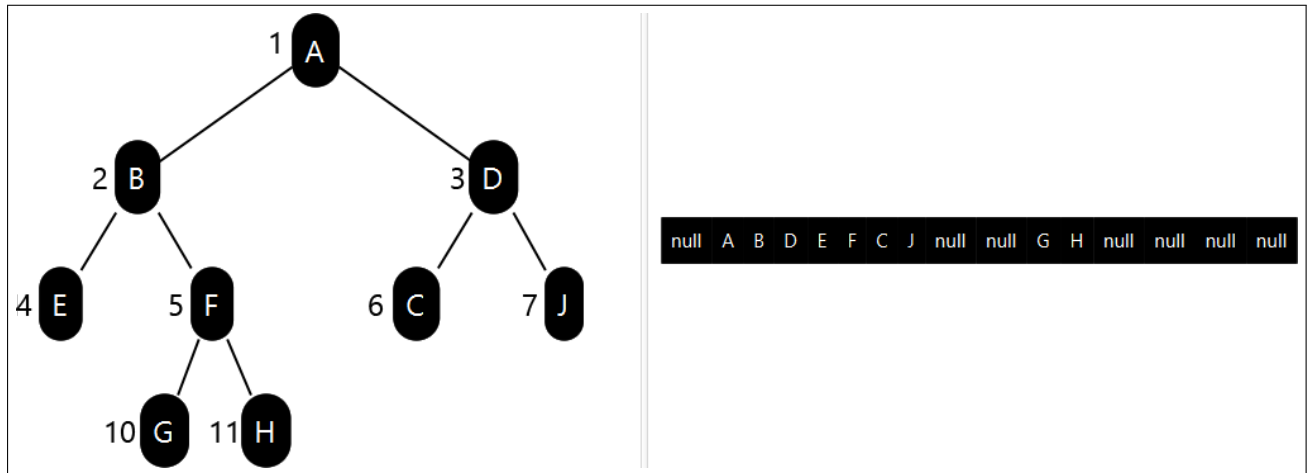 1 A
2 B 3 D
4 E 5 F 6 C 7 J
10 G 11 H
null A B D E F C J null null G H null null null null